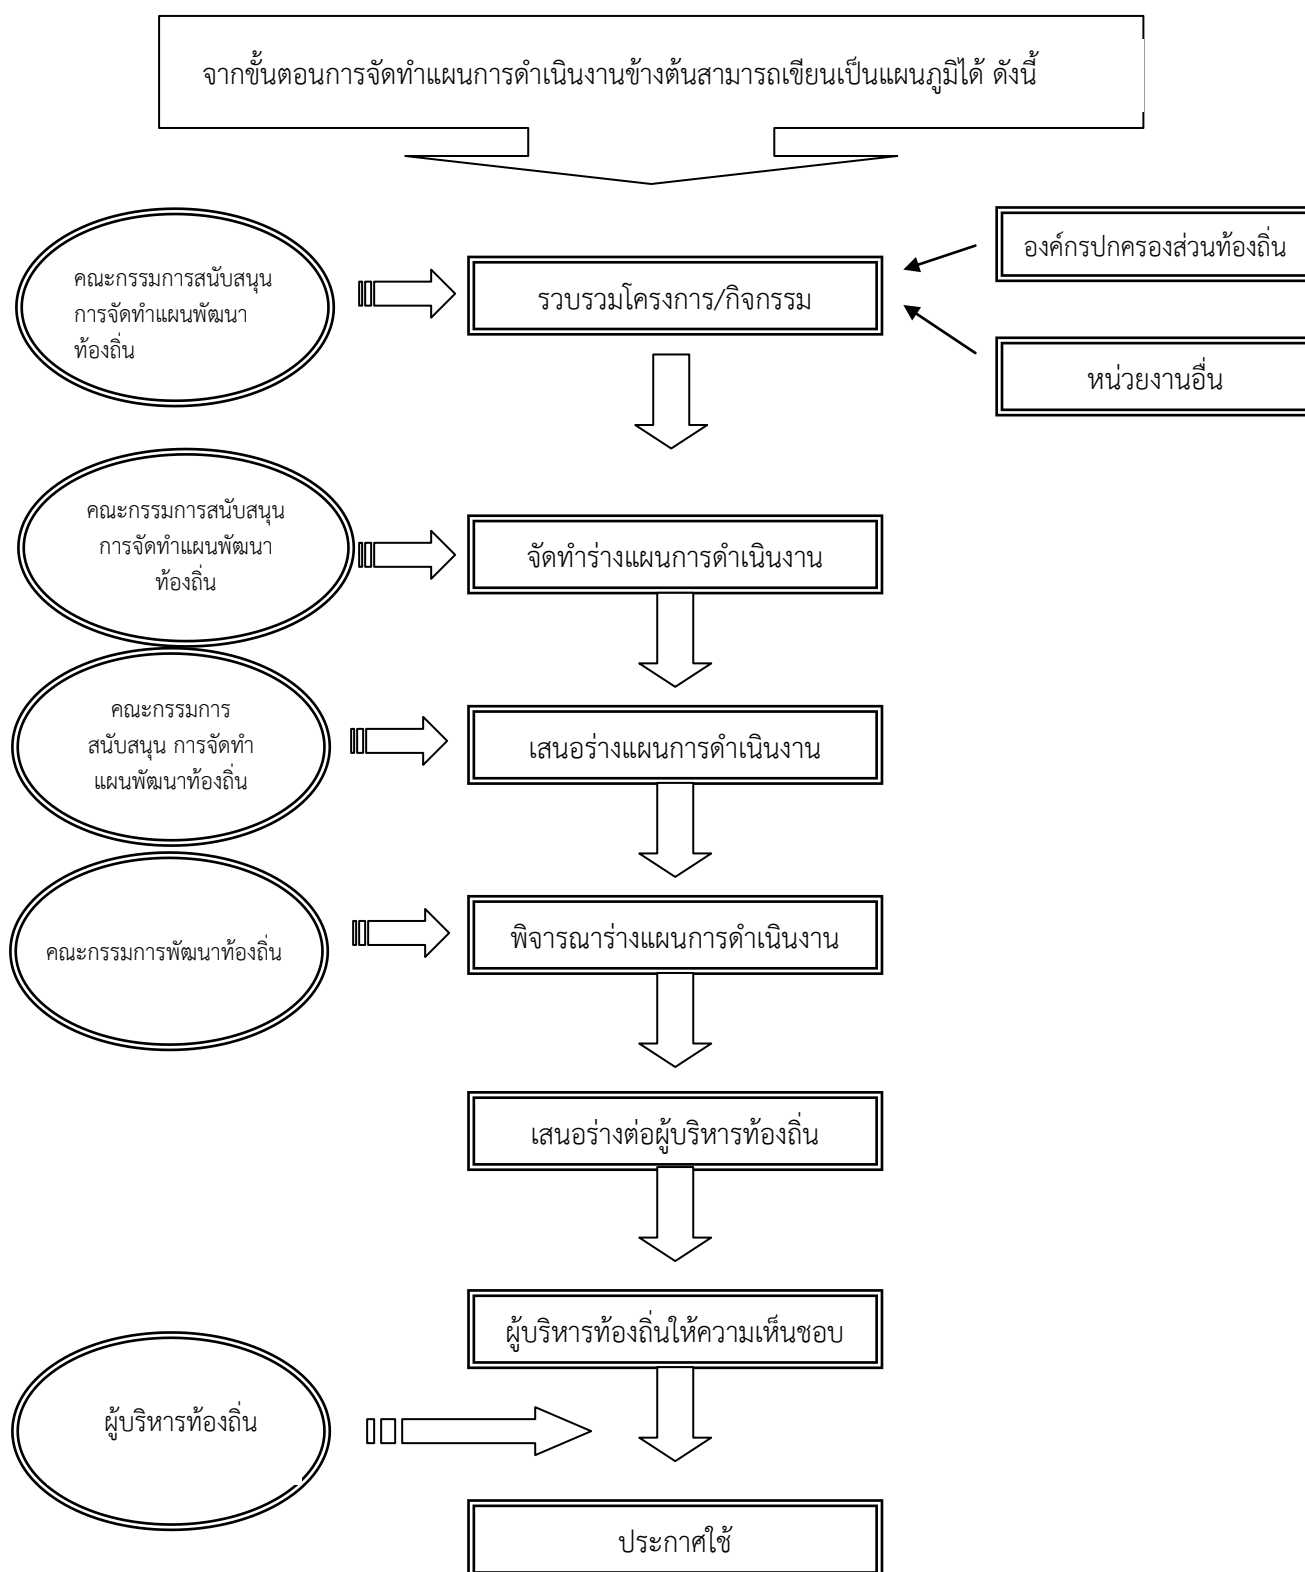 จากขั้นตอนการจัดทำแผนการดำเนินงานข้างต้นสามารถเขียนเป็นแผนภูมิได้ ดังนี้
คณะกรรมการสนับสนุน
การจัดทำแผนพัฒนา
ท้องถิ่น
รวบรวมโครงการ/กิจกรรม
องค์กรปกครองส่วนท้องถิ่น
หน่วยงานอื่น
คณะกรรมการสนับสนุน
การจัดทำแผนพัฒนา
ท้องถิ่น
จัดทำร่างแผนการดำเนินงาน
คณะกรรมการ
สนับสนุน การจัดทำ
แผนพัฒนาท้องถิ่น
เสนอร่างแผนการดำเนินงาน
คณะกรรมการพัฒนาท้องถิ่น
พิจารณาร่างแผนการดำเนินงาน
เสนอร่างต่อผู้บริหารท้องถิ่น
ผู้บริหารท้องถิ่นให้ความเห็นชอบ
ผู้บริหารท้องถิ่น
ประกาศใช้